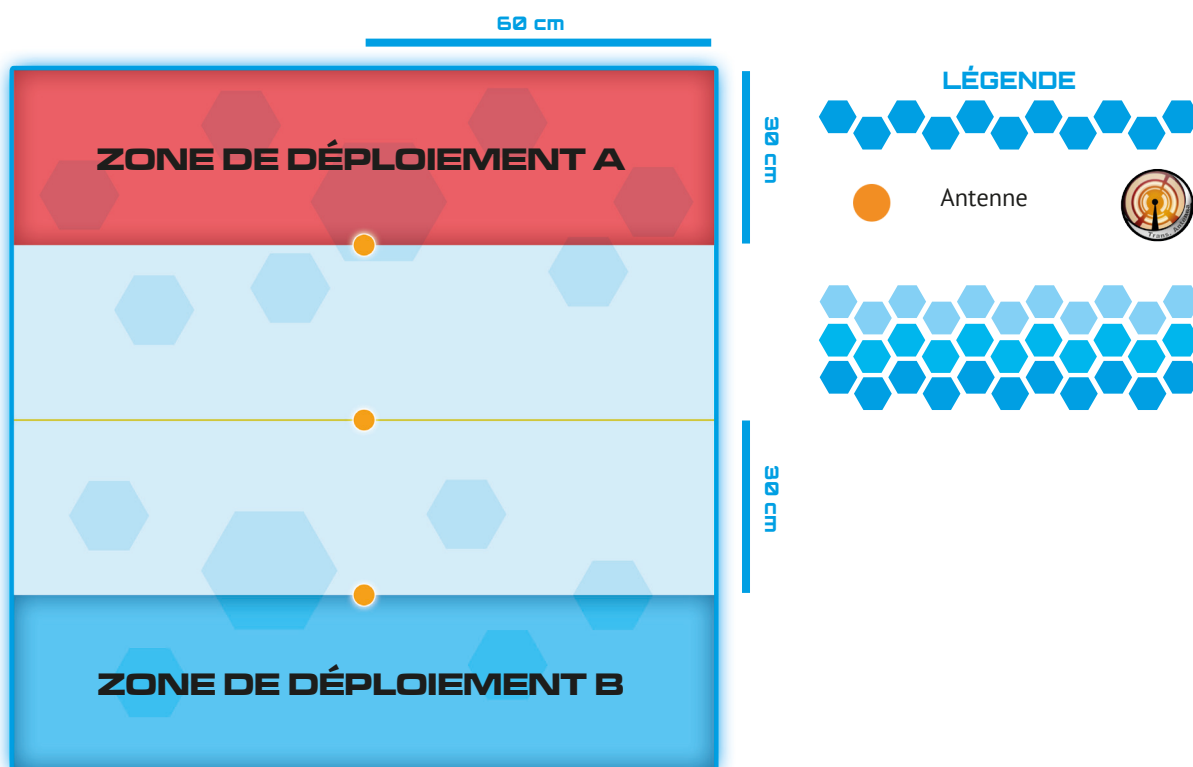 60 cm
ZONE DE DÉPLOIEMENT A
30 cm
LÉGENDE
Antenne
30 cm
ZONE DE DÉPLOIEMENT B